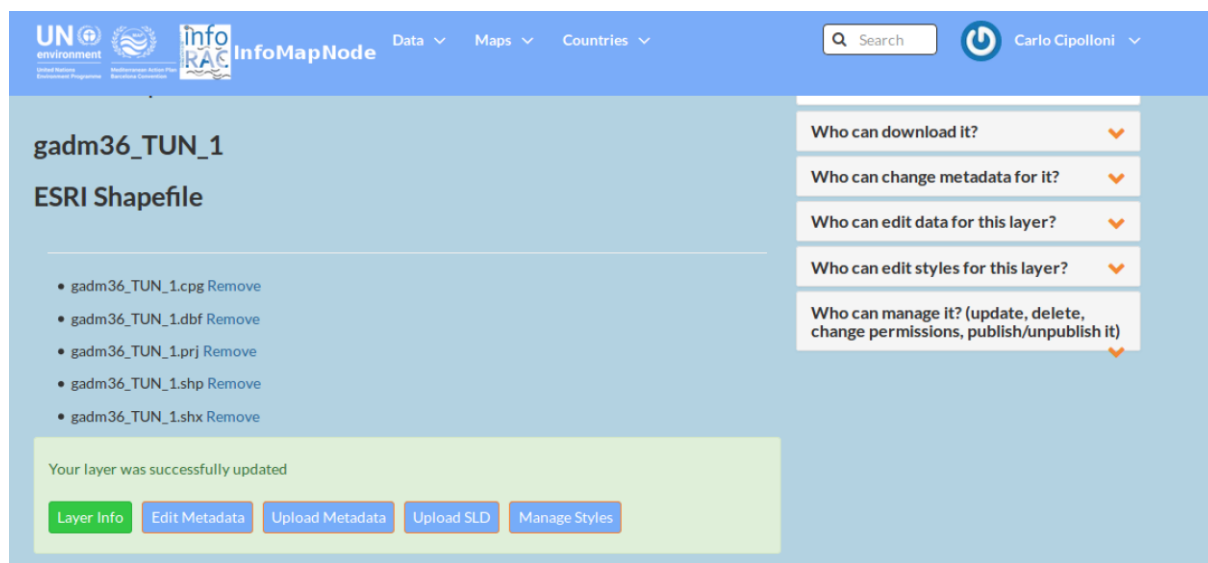 UN
environment
United Nations
Environment Programme
Mediterranean Action Plan
Barcelona Convention
info
RAC
InfoMapNode
Data
Maps
Countries
Search
Carlo Cipolloni
gadm36_TUN_1
ESRI Shapefile
gadm36_TUN_1.cpg Remove
gadm36_TUN_1.dbf Remove
gadm36_TUN_1.prj Remove
gadm36_TUN_1.shp Remove
gadm36_TUN_1.shx Remove
Your layer was successfully updated
Layer Info
Edit Metadata
Upload Metadata
Upload SLD
Manage Styles
Who can download it?
Who can change metadata for it?
Who can edit data for this layer?
Who can edit styles for this layer?
Who can manage it? (update, delete,
change permissions, publish/unpublish it)